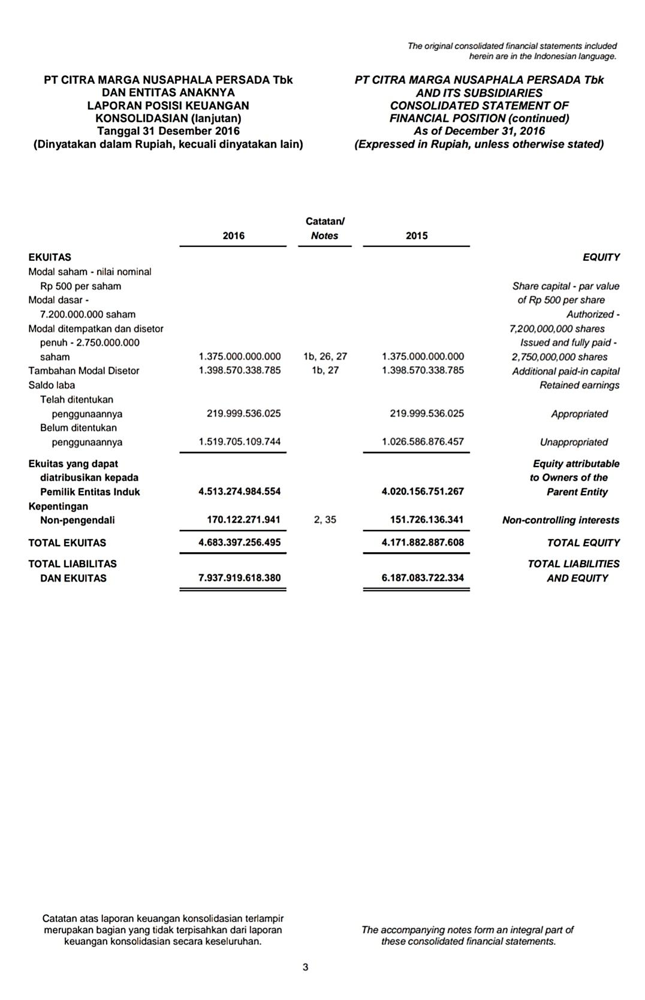 The original consolidated financial statements included
herein are in the Indonesian language.
PT CITRA MARGA NUSAPHALA PERSADA Tbk
DAN ENTITAS ANAKNYA
LAPORAN POSISI KEUANGAN
KONSOLIDASIAN (lanjutan)
Tanggal 31 Desember 2016
(Dinyatakan dalam Rupiah, kecuali dinyatakan lain)
PT CITRA MARGA NUSAPHALA PERSADA Tbk
AND ITS SUBSIDIARIES
CONSOLIDATED STATEMENT OF
FINANCIAL POSITION (continued)
As of December 31, 2016
(Expressed in Rupiah, unless otherwise stated)
Catatan/
2016 Notes 2015
EKUITAS EQUITY
Modal saham - nilai nominal
Rp 500 per saham Share capital - par value
Modal dasar - of Rp 500 per share
7.200.000.000 saham Authorized -
Modal ditempatkan dan disetor 7,200,000,000 shares
penuh - 2.750.000.000 Issued and fully paid -
saham 1.375.000.000.000 1b, 26, 27 1.375.000.000.000 2,750,000,000 shares
Tambahan Modal Disetor 1.398.570.338.785 1b, 27 1.398.570.338.785 Additional paid-in capital
Saldo laba Retained earnings
Telah ditentukan
penggunaannya 219.999.536.025 219.999.536.025 Appropriated
Belum ditentukan
penggunaannya 1.519.705.109.744 1.026.586.876.457 Unappropriated
Ekuitas yang dapat Equity attributable
diatribusikan kepada to Owners of the
Pemilik Entitas Induk 4.513.274.984.554 4.020.156.751.267 Parent Entity
Kepentingan
Non-pengendali 170.122.271.941 2, 35 151.726.136.341 Non-controlling interests
TOTAL EKUITAS 4.683.397.256.495 4.171.882.887.608 TOTAL EQUITY
TOTAL LIABILITAS TOTAL LIABILITIES
DAN EKUITAS 7.937.919.618.380 6.187.083.722.334 AND EQUITY
Catatan atas laporan keuangan konsolidasian terlampir
merupakan bagian yang tidak terpisahkan dari laporan
keuangan konsolidasian secara keseluruhan.
The accompanying notes form an integral part of
these consolidated financial statements.
3